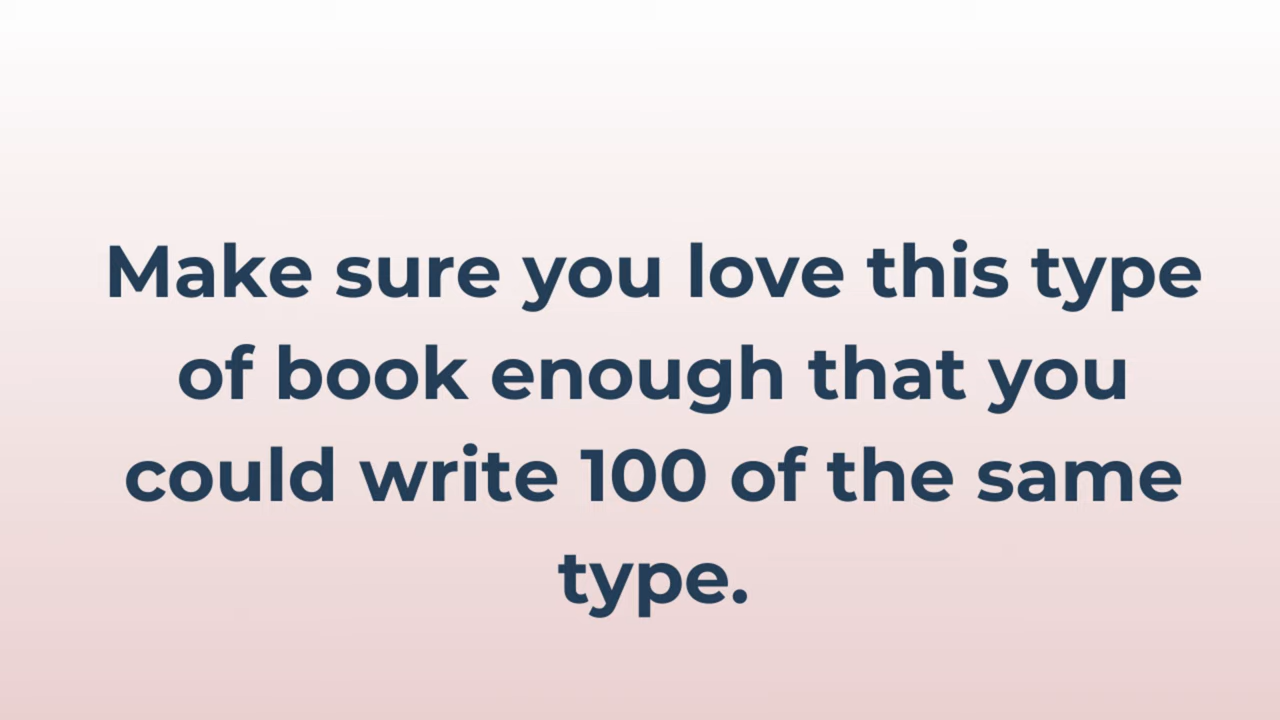 Make sure you love this type
of book enough that you
could write 100 of the same
type.